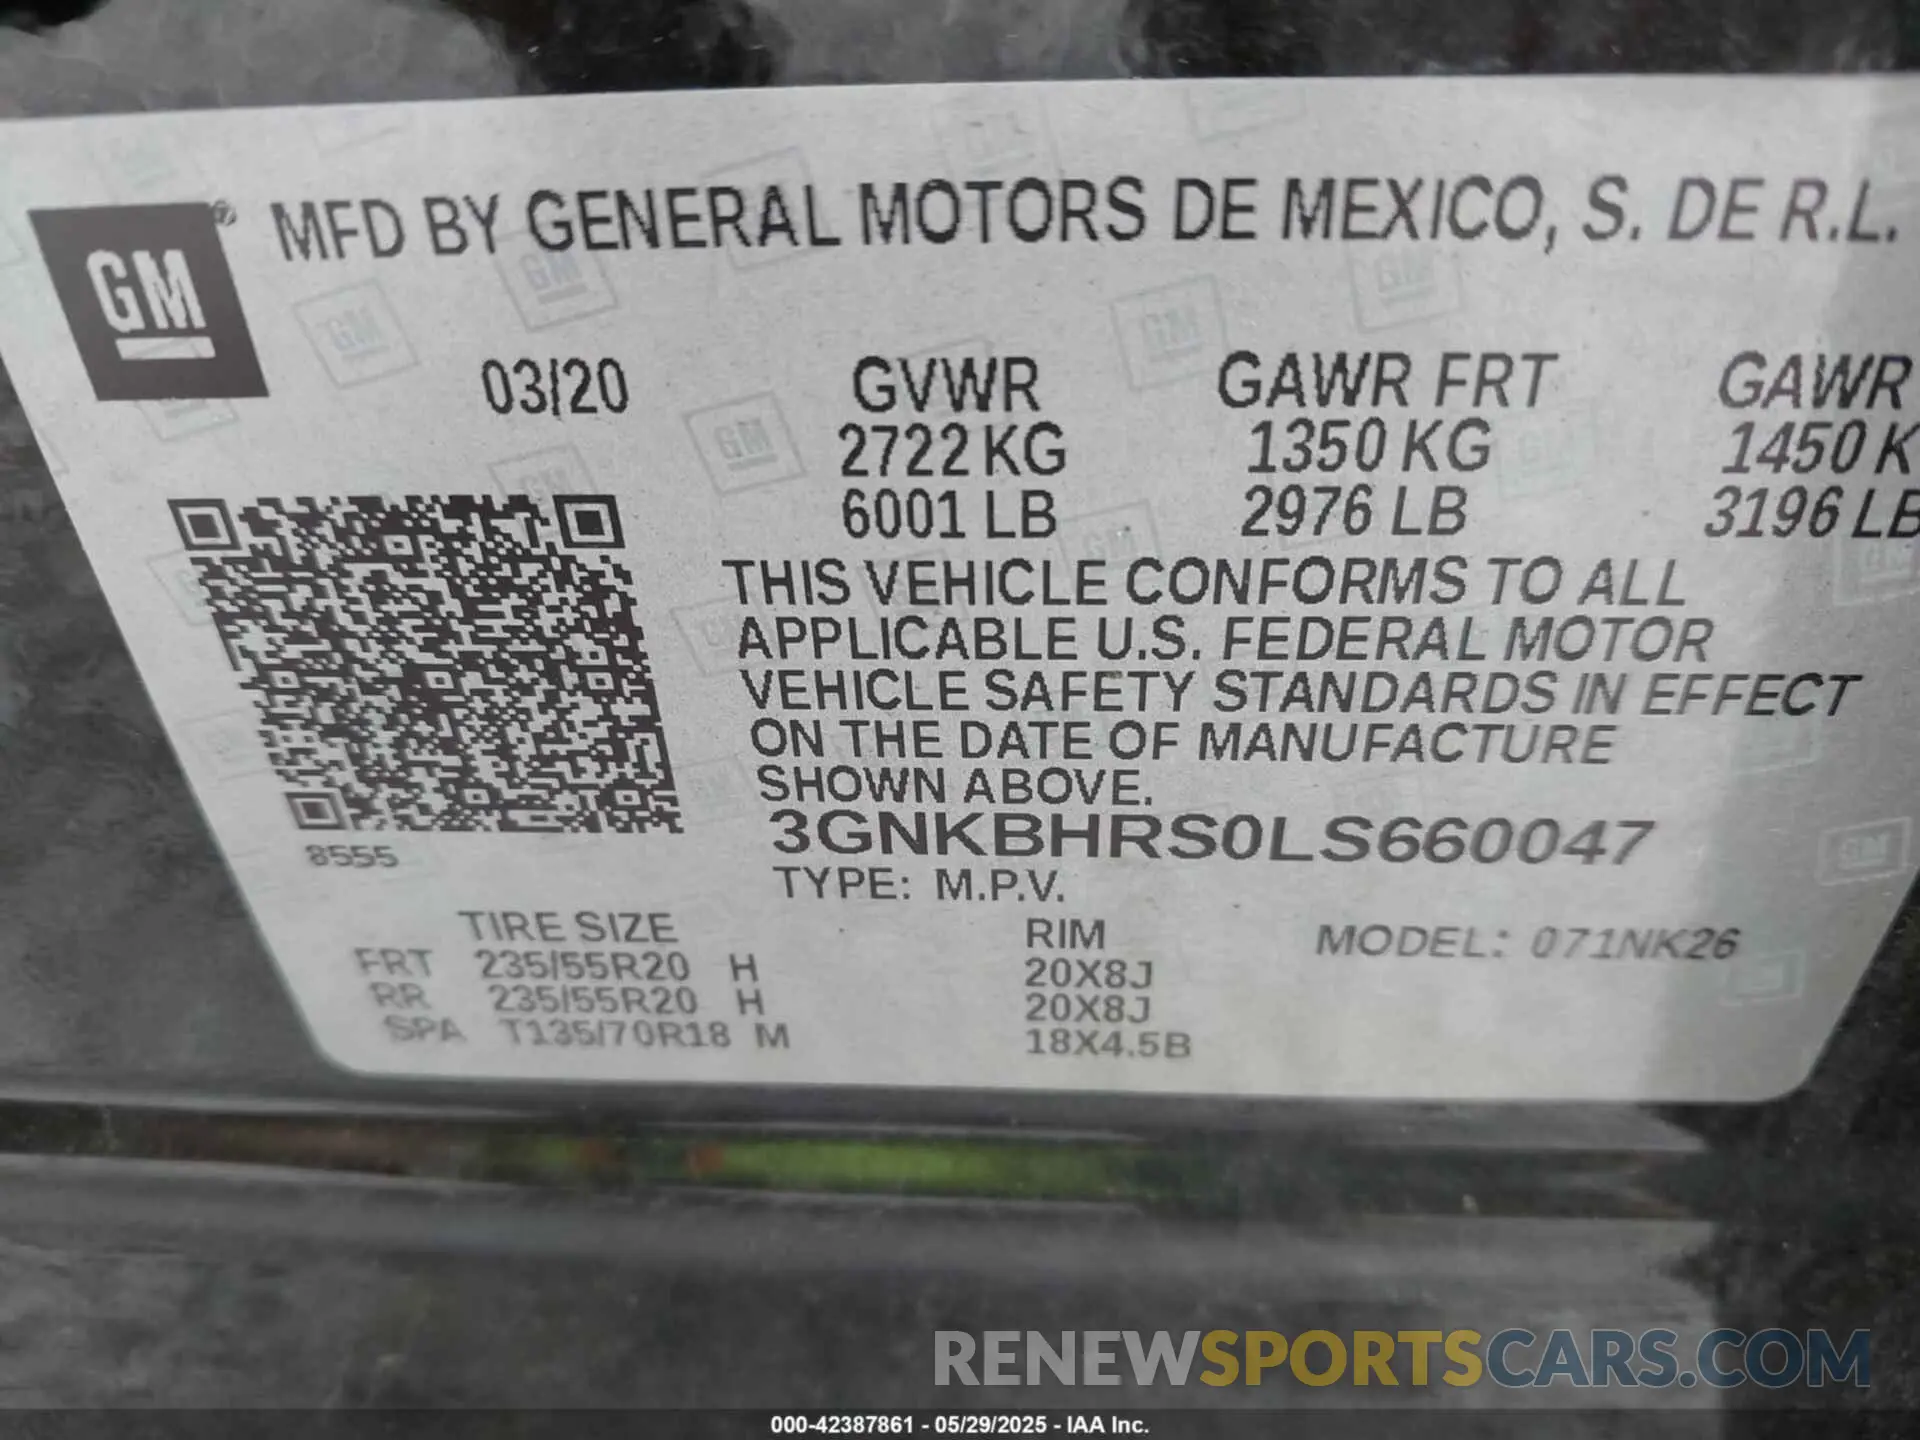 GM ® MFD BY GENERAL MOTORS DE MEXICO, S. DE R.L.
03/20 GVWR GAWR FRT GAWR
2722 KG 1350 KG 1450 K
6001 LB 2976 LB 3196 LB
THIS VEHICLE CONFORMS TO ALL
APPLICABLE U.S. FEDERAL MOTOR
VEHICLE SAFETY STANDARDS IN EFFECT
ON THE DATE OF MANUFACTURE
SHOWN ABOVE.
3GNKBHRS0LS660047
8555
TYPE: M.P.V.
TIRE SIZE RIM MODEL: 071NK26
FRT 235/55R20 H 20X8J
RR 235/55R20 H 20X8J
SPA T135/70R18 M 18X4.5B
RENEWSPORTSCARS.COM
000-42387861 - 05/29/2025 - IAA Inc.